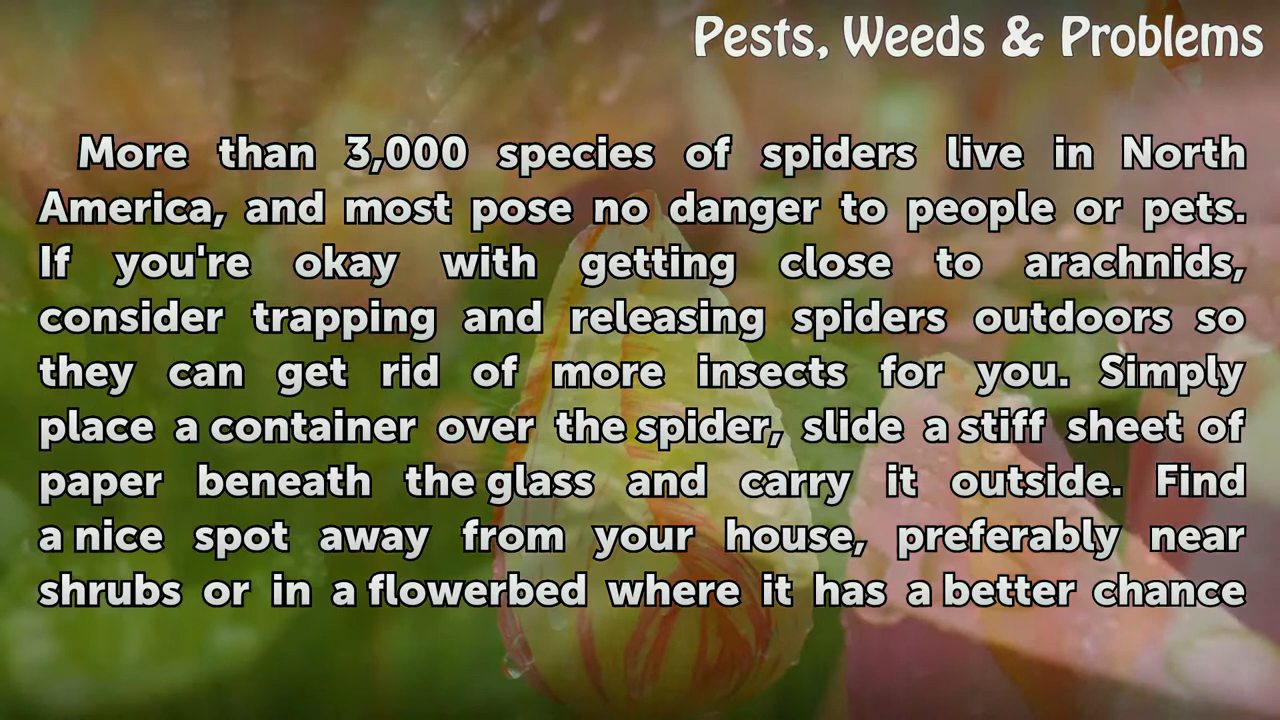 Pests, Weeds & Problems
More than 3,000 species of spiders live in North
America, and most pose no danger to people or pets.
If you're okay with getting close to arachnids,
consider trapping and releasing spiders outdoors so
they can get rid of more insects for you. Simply
place a container over the spider, slide a stiff sheet of
paper beneath the glass and carry it outside. Find
a nice spot away from your house, preferably near
shrubs or in a flowerbed where it has a better chance